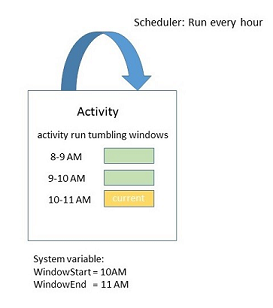 Scheduler: Run every hour
Activity
activity run tumbling windows
8-9 AM
9-10 AM
10-11 AM current
System variable:
WindowStart = 10AM
WindowEnd = 11 AM